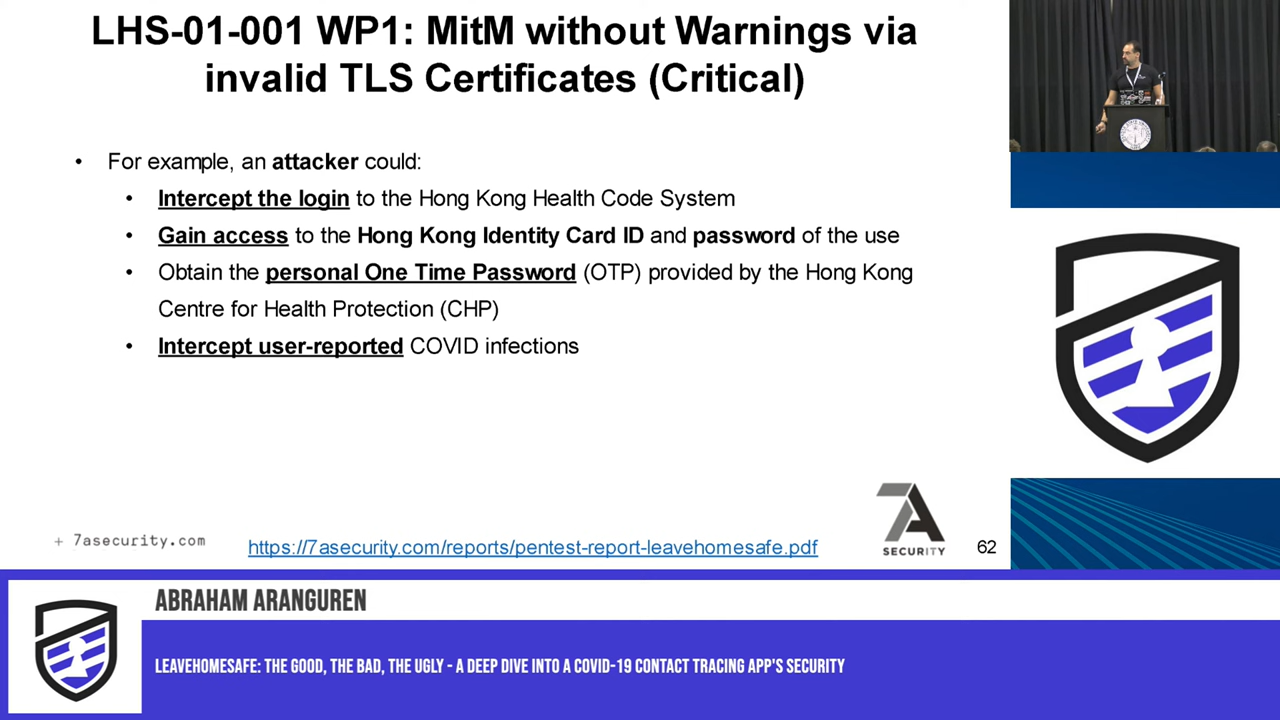 LHS-01-001 WP1: MitM without Warnings via
invalid TLS Certificates (Critical)
• For example, an attacker could:
• Intercept the login to the Hong Kong Health Code System
• Gain access to the Hong Kong Identity Card ID and password of the use
• Obtain the personal One Time Password (OTP) provided by the Hong Kong
Centre for Health Protection (CHP)
• Intercept user-reported COVID infections
+ 7asecurity.com
https://7asecurity.com/reports/pentest-report-leavehomesafe.pdf
7A
SECURITY
62
ABRAHAM ARANGUREN
LEAVEHOMESAFE: THE GOOD, THE BAD, THE UGLY - A DEEP DIVE INTO A COVID-19 CONTACT TRACING APP'S SECURITY